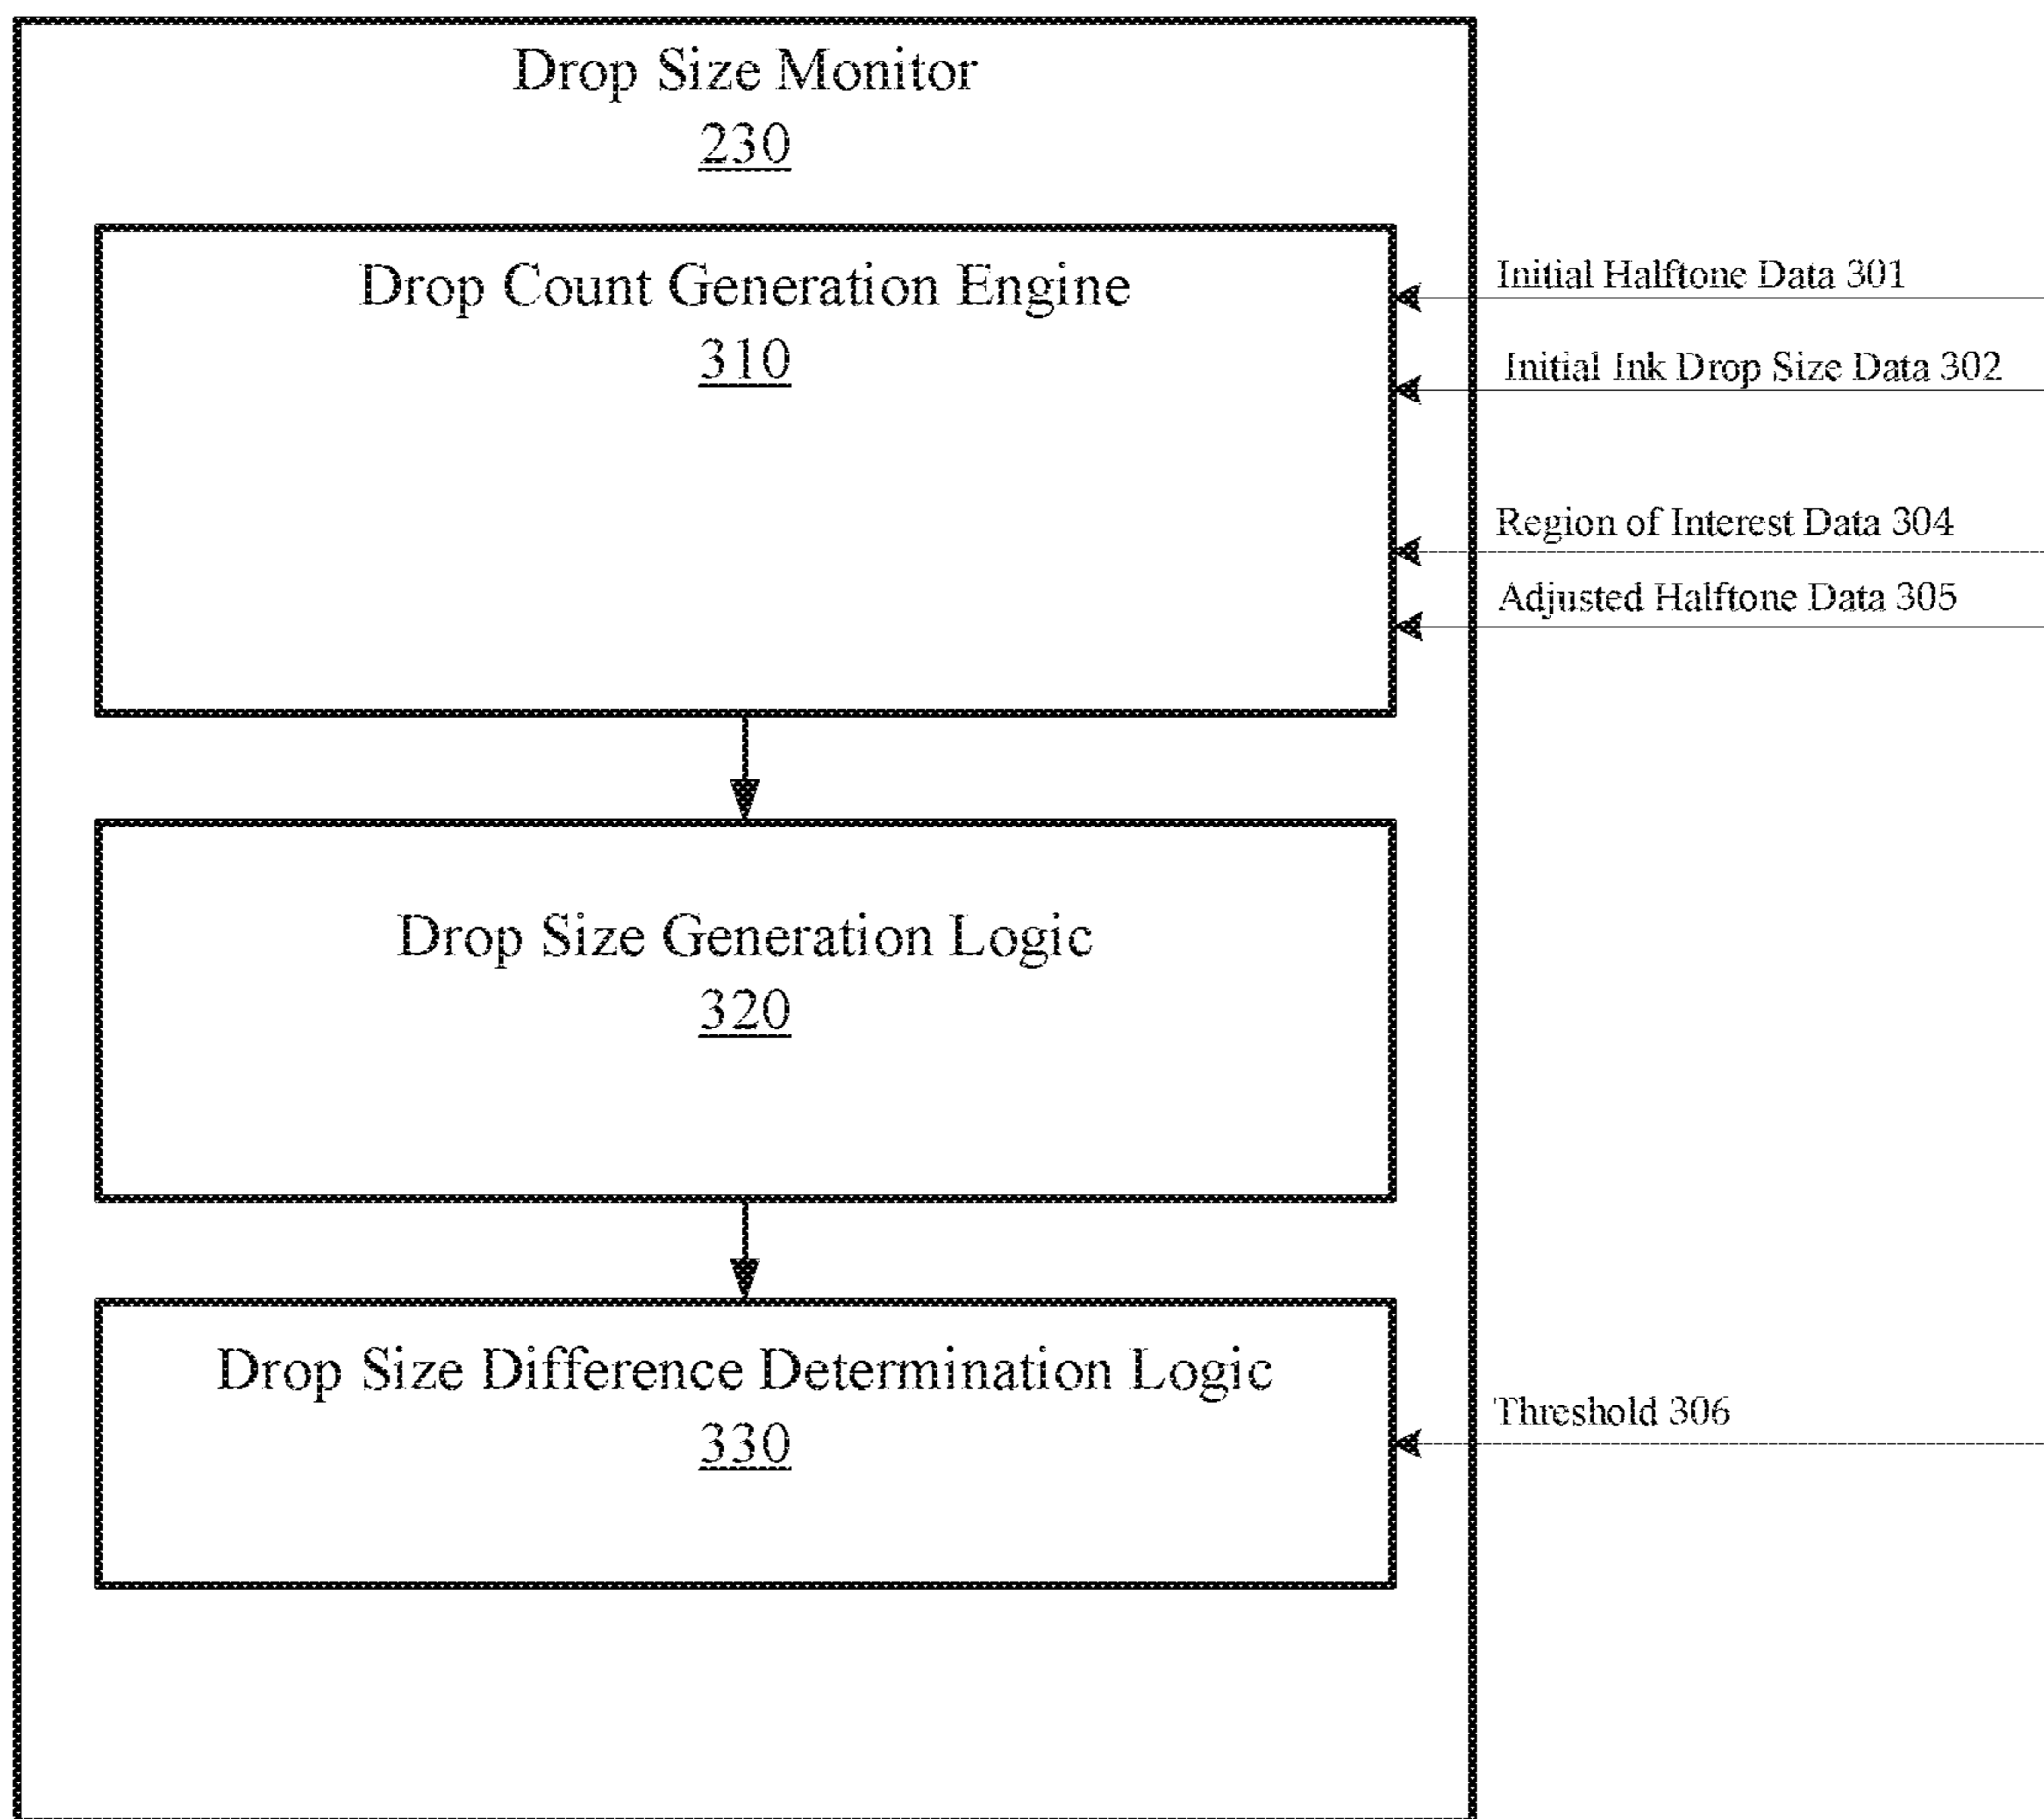 Drop Size Monitor
230
Drop Count Generation Engine
310
Initial Halftone Data 301
Initial Ink Drop Size Data 302
Region of Interest Data 304
Adjusted Halftone Data 305
Drop Size Generation Logic
320
Drop Size Difference Determination Logic
330
Threshold 306